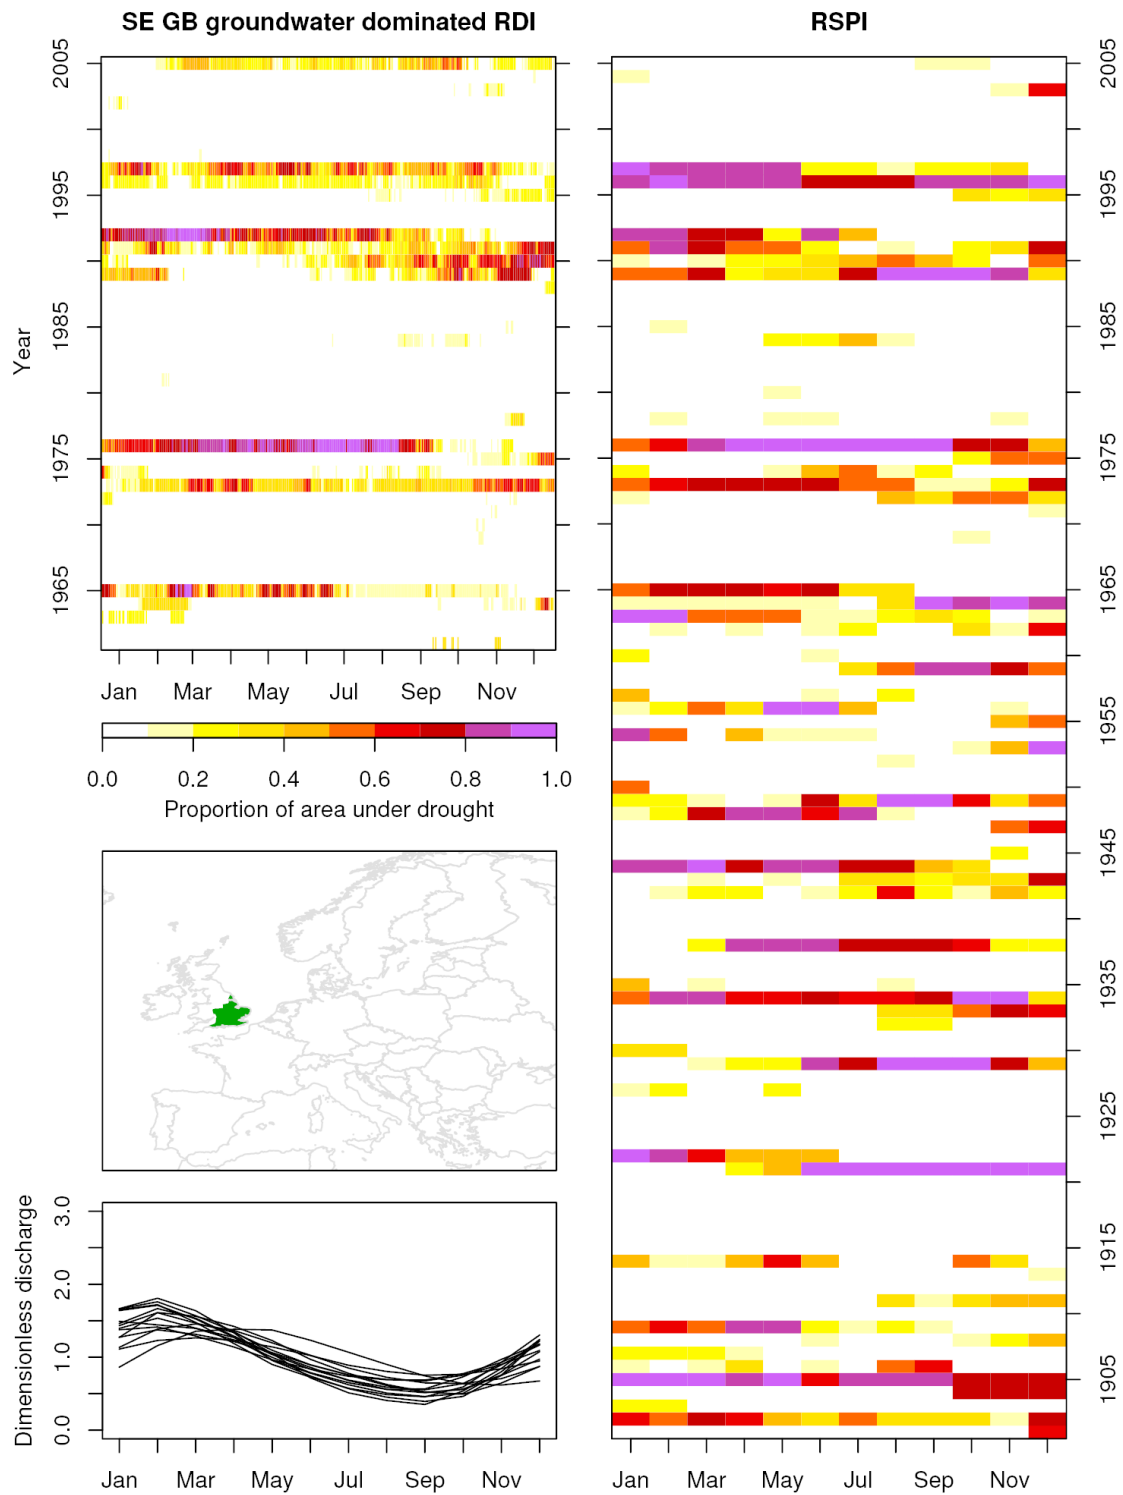 SE GB groundwater dominated RDI
2005
1995
1985
1975
1965
Year
Jan Mar May Jul Sep Nov
0.0 0.2 0.4 0.6 0.8 1.0
Proportion of area under drought
3.0
2.0
1.0
0.0
Dimensionless discharge
Jan Mar May Jul Sep Nov
RSPI
2005
1995
1985
1975
1965
1955
1945
1935
1925
1915
1905
Jan Mar May Jul Sep Nov